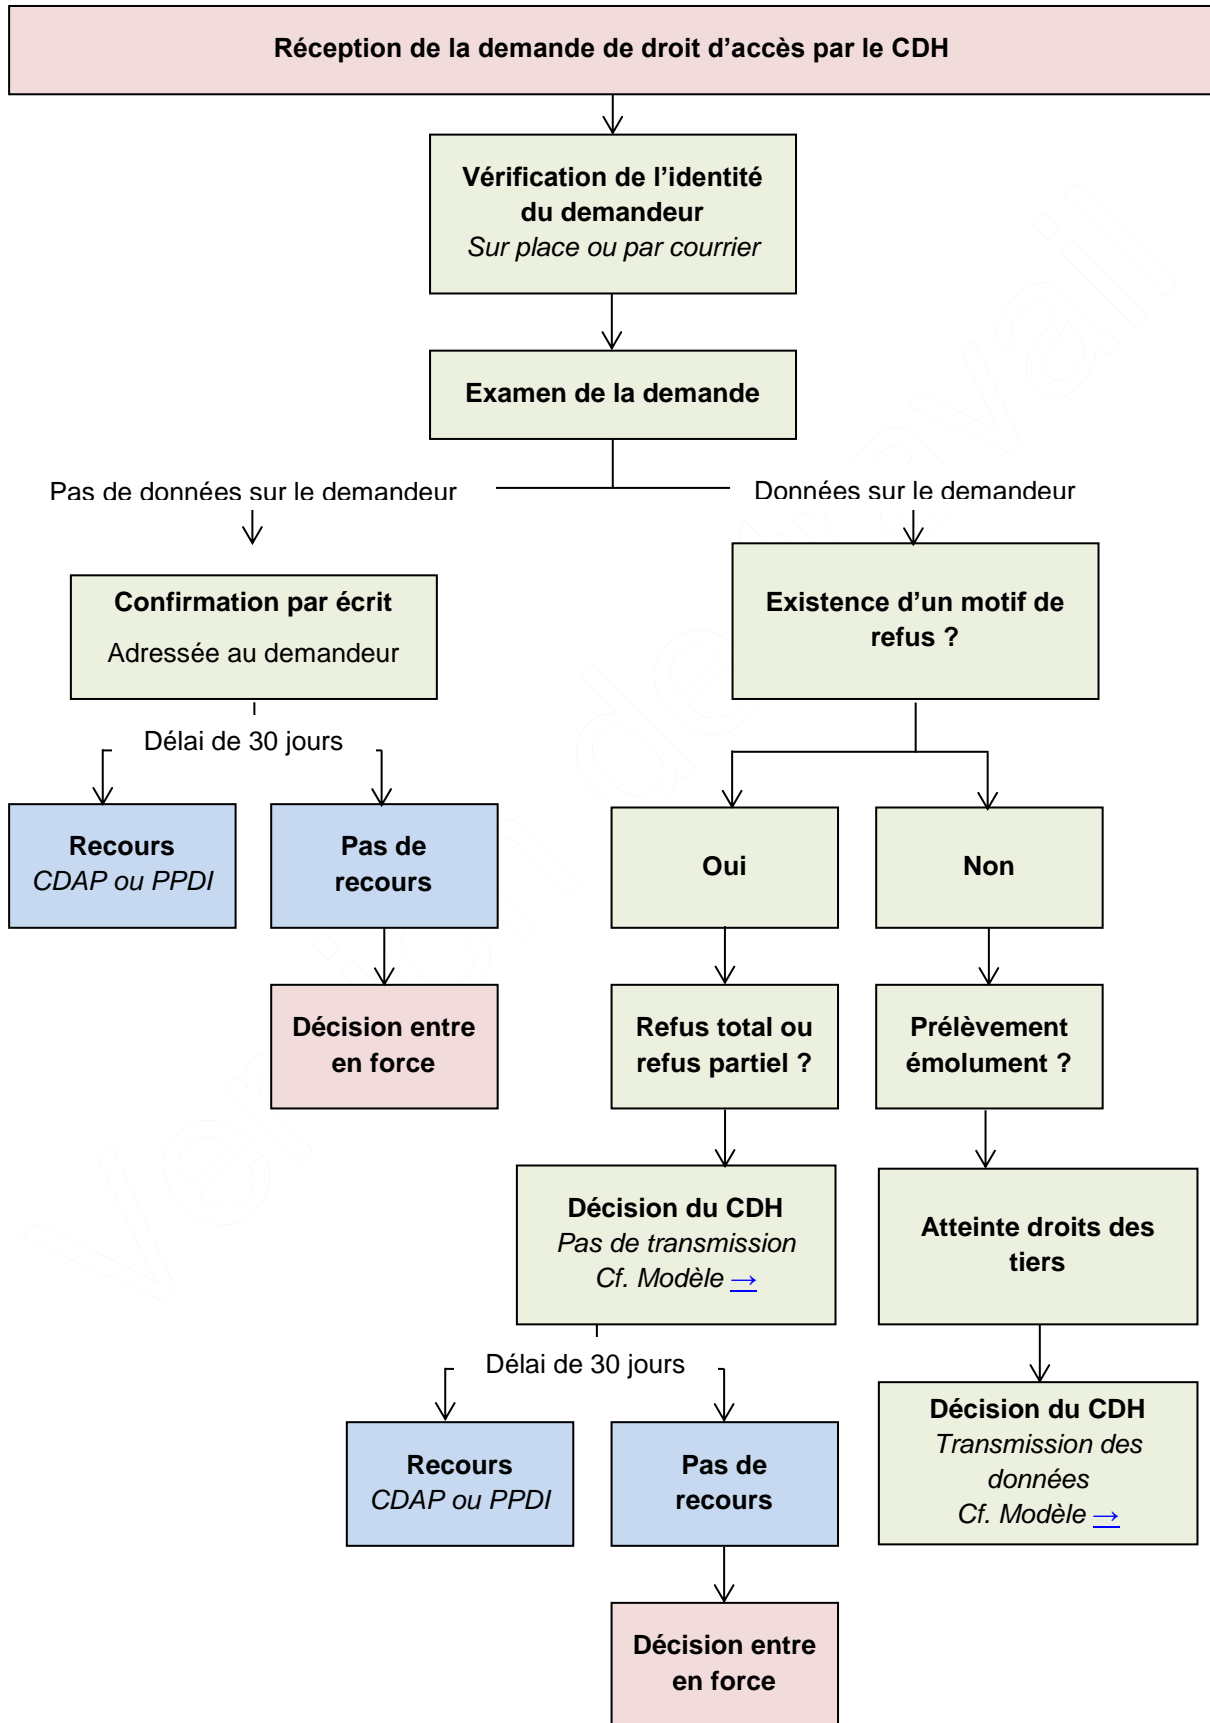 Réception de la demande de droit d’accès par le CDH
Vérification de l’identité
du demandeur
Sur place ou par courrier
Examen de la demande
Pas de données sur le demandeur
Données sur le demandeur
Confirmation par écrit
Adressée au demandeur
Existence d’un motif de
refus ?
Délai de 30 jours
Recours
CDAP ou PPDI
Pas de
recours
Oui
Non
Décision entre
en force
Refus total ou
refus partiel ?
Prélèvement
émolument ?
Décision du CDH
Pas de transmission
Cf. Modèle →
Atteinte droits des
tiers
Délai de 30 jours
Recours
CDAP ou PPDI
Pas de
recours
Décision du CDH
Transmission des
données
Cf. Modèle →
Décision entre
en force
Version de travail